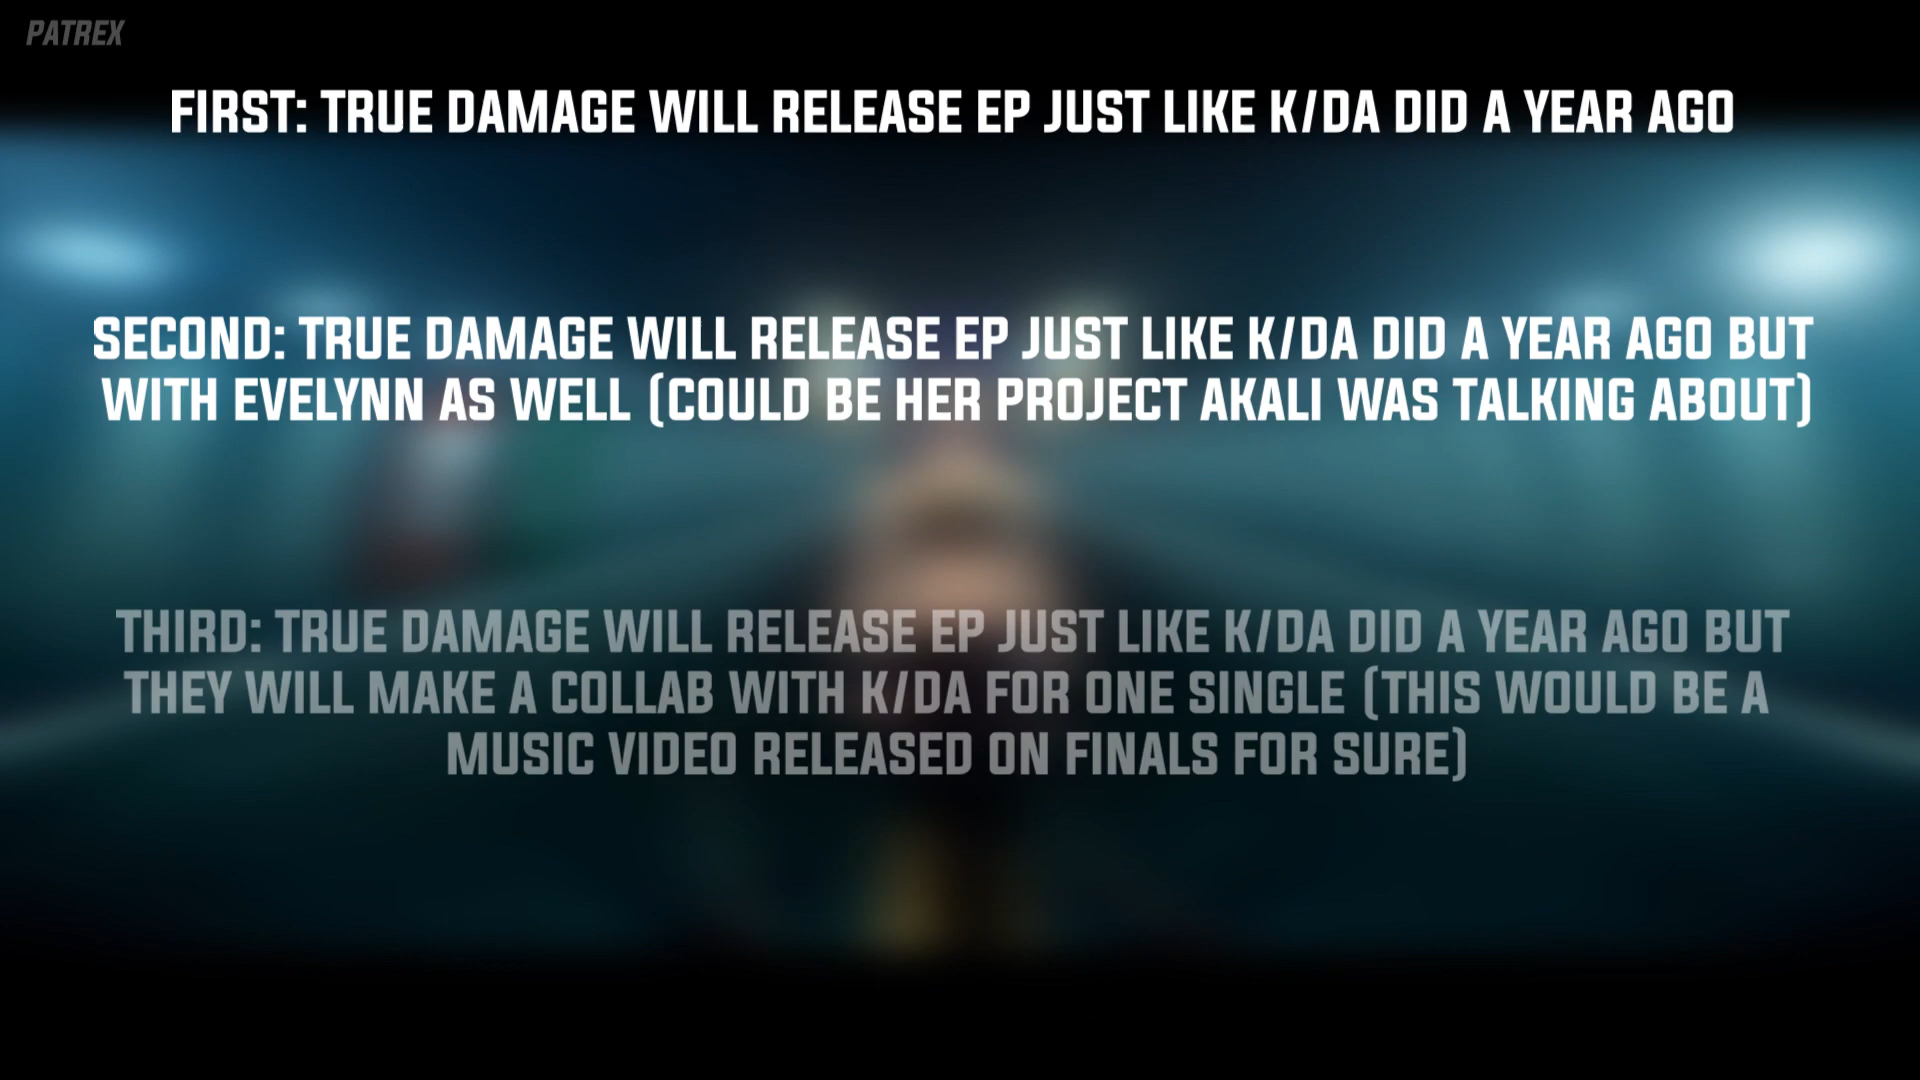 PATREX
FIRST: TRUE DAMAGE WILL RELEASE EP JUST LIKE K/DA DID A YEAR AGO
SECOND: TRUE DAMAGE WILL RELEASE EP JUST LIKE K/DA DID A YEAR AGO BUT
WITH EVELYNN AS WELL (COULD BE HER PROJECT AKALI WAS TALKING ABOUT)
THIRD: TRUE DAMAGE WILL RELEASE EP JUST LIKE K/DA DID A YEAR AGO BUT
THEY WILL MAKE A COLLAB WITH K/DA FOR ONE SINGLE (THIS WOULD BE A
MUSIC VIDEO RELEASED ON FINALS FOR SURE)